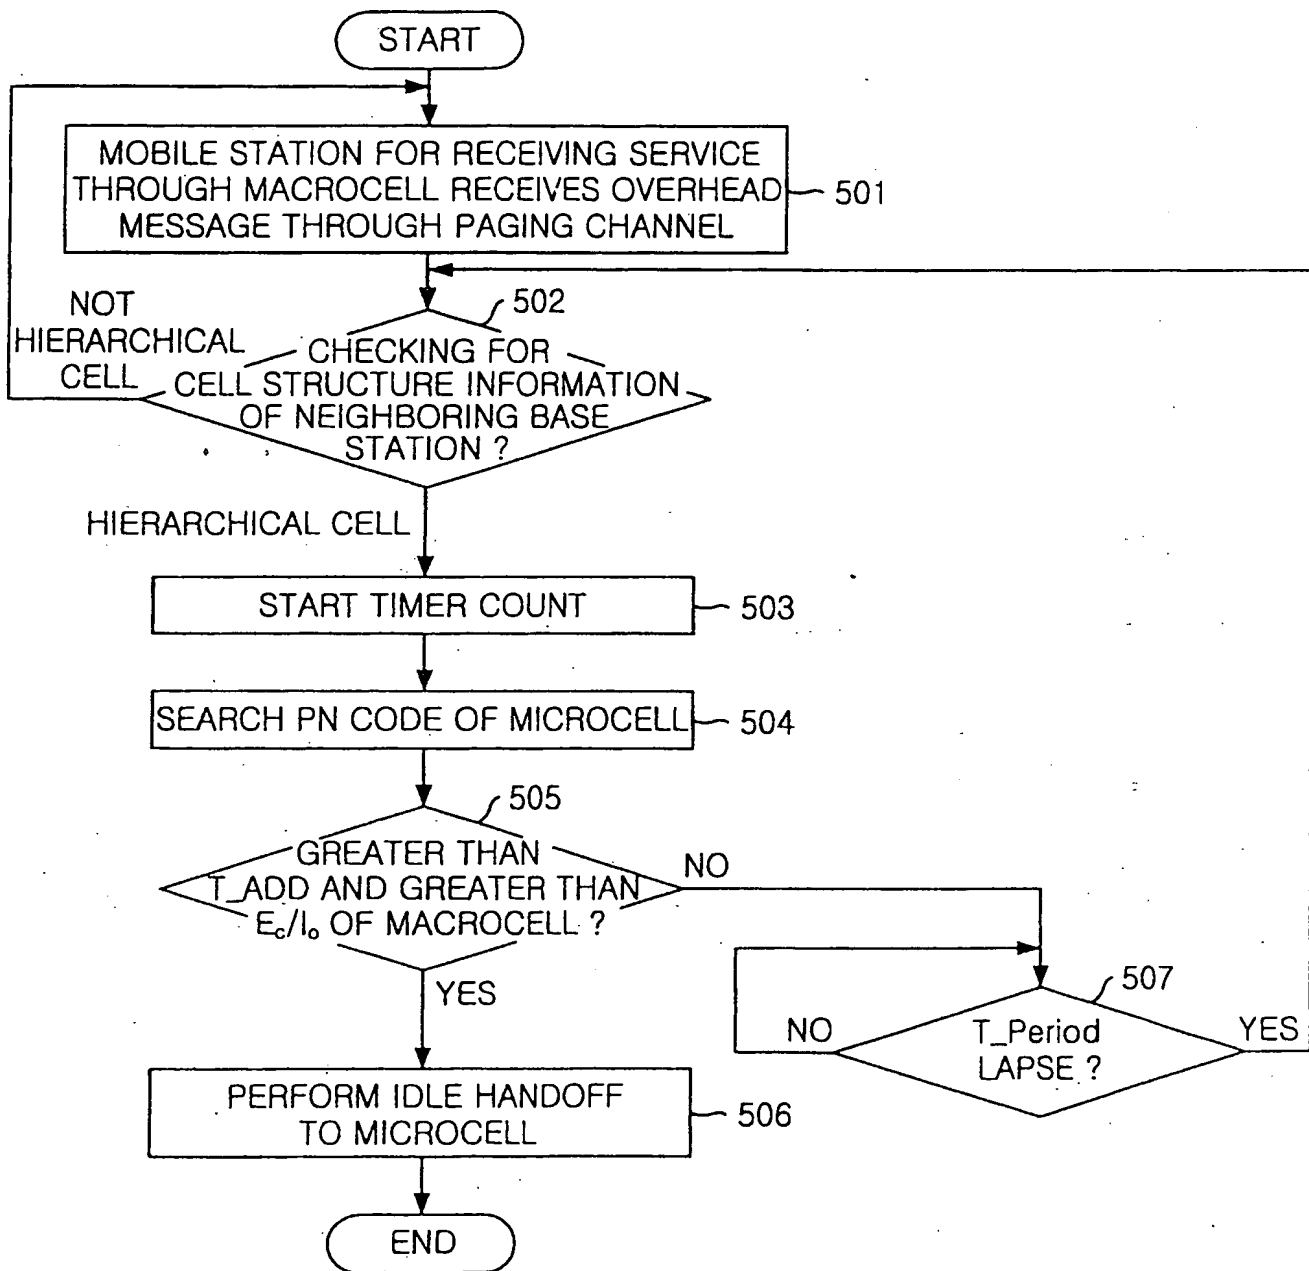 START
MOBILE STATION FOR RECEIVING SERVICE
THROUGH MACROCELL RECEIVES OVERHEAD
MESSAGE THROUGH PAGING CHANNEL
501
NOT
HIERARCHICAL
CELL
502
CHECKING FOR
CELL STRUCTURE INFORMATION
OF NEIGHBORING BASE
STATION ?
HIERARCHICAL CELL
START TIMER COUNT
503
SEARCH PN CODE OF MICROCELL
504
505
GREATER THAN
T_ADD AND GREATER THAN
Ec/Io OF MACROCELL ?
NO
YES
507
NO
T_Period
LAPSE ?
YES
PERFORM IDLE HANDOFF
TO MICROCELL
506
END